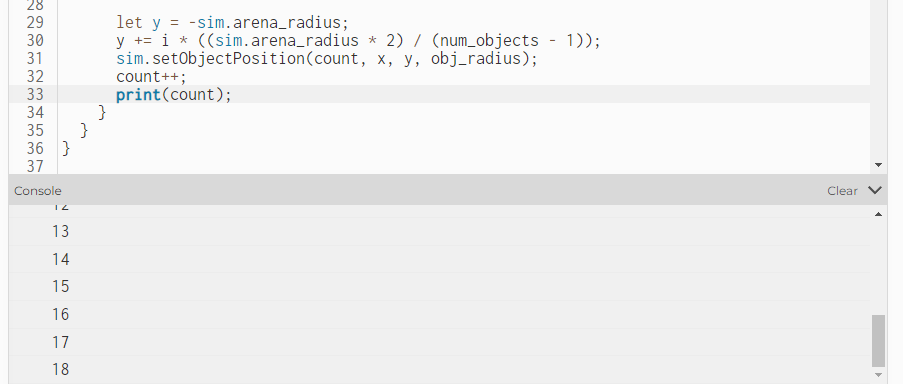 28
29 let y = -sim.arena_radius;
30 y += i * ((sim.arena_radius * 2) / (num_objects - 1));
31 sim.setObjectPosition(count, x, y, obj_radius);
32 count++;
33 print(count);
34 }
35 }
36 }
37
Console Clear
12
13
14
15
16
17
18